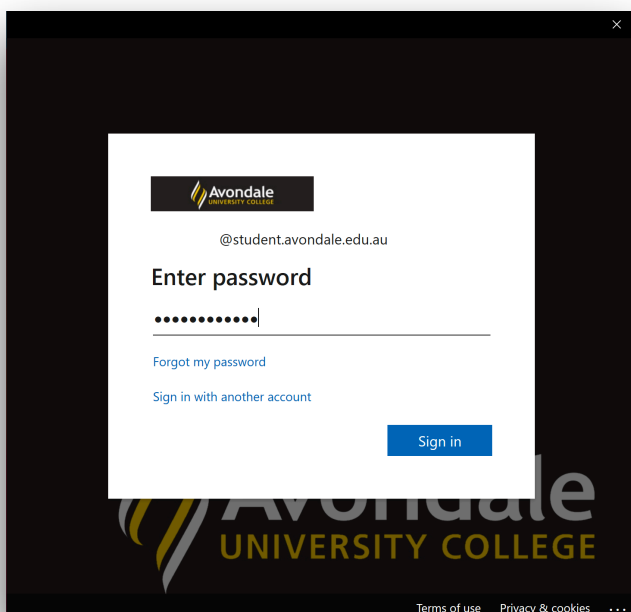 Avondale
UNIVERSITY COLLEGE
@student.avondale.edu.au
Enter password
●●●●●●●●●●●●
Forgot my password
Sign in with another account
Sign in
Avondale
UNIVERSITY COLLEGE
Terms of use Privacy & cookies ...